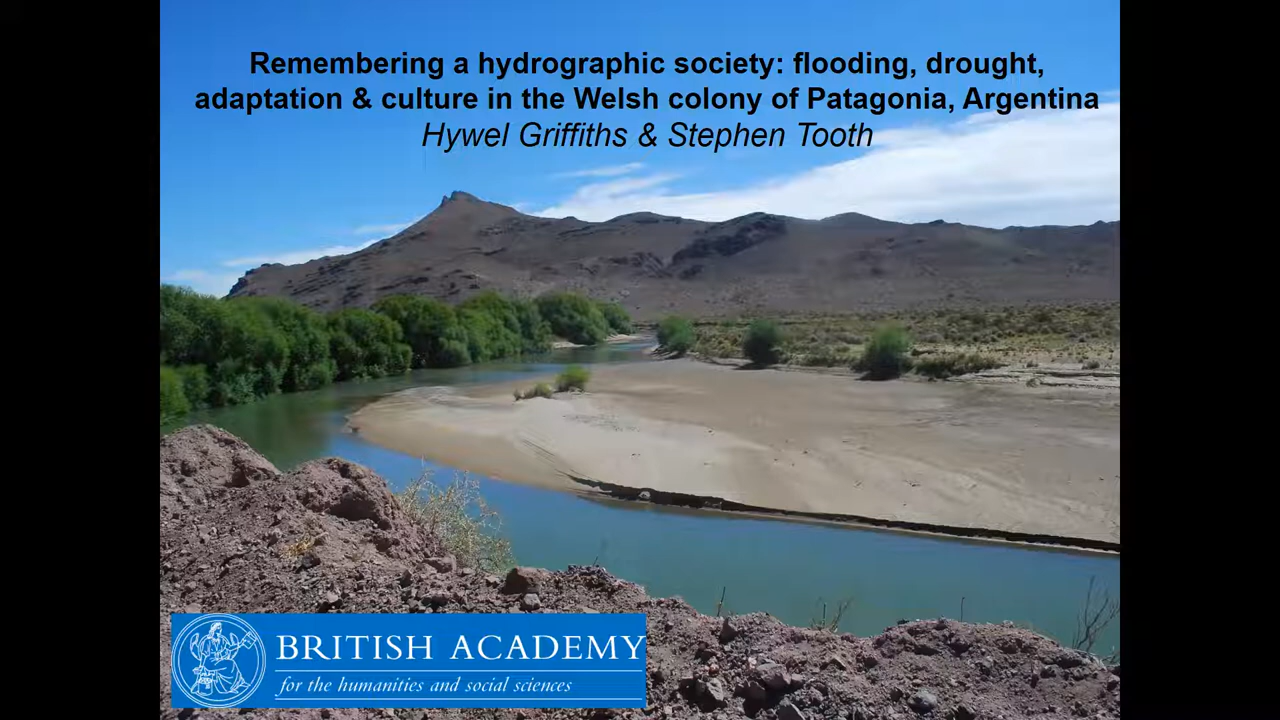 Remembering a hydrographic society: flooding, drought,
adaptation & culture in the Welsh colony of Patagonia, Argentina
Hywel Griffiths & Stephen Tooth
BRITISH ACADEMY
for the humanities and social sciences